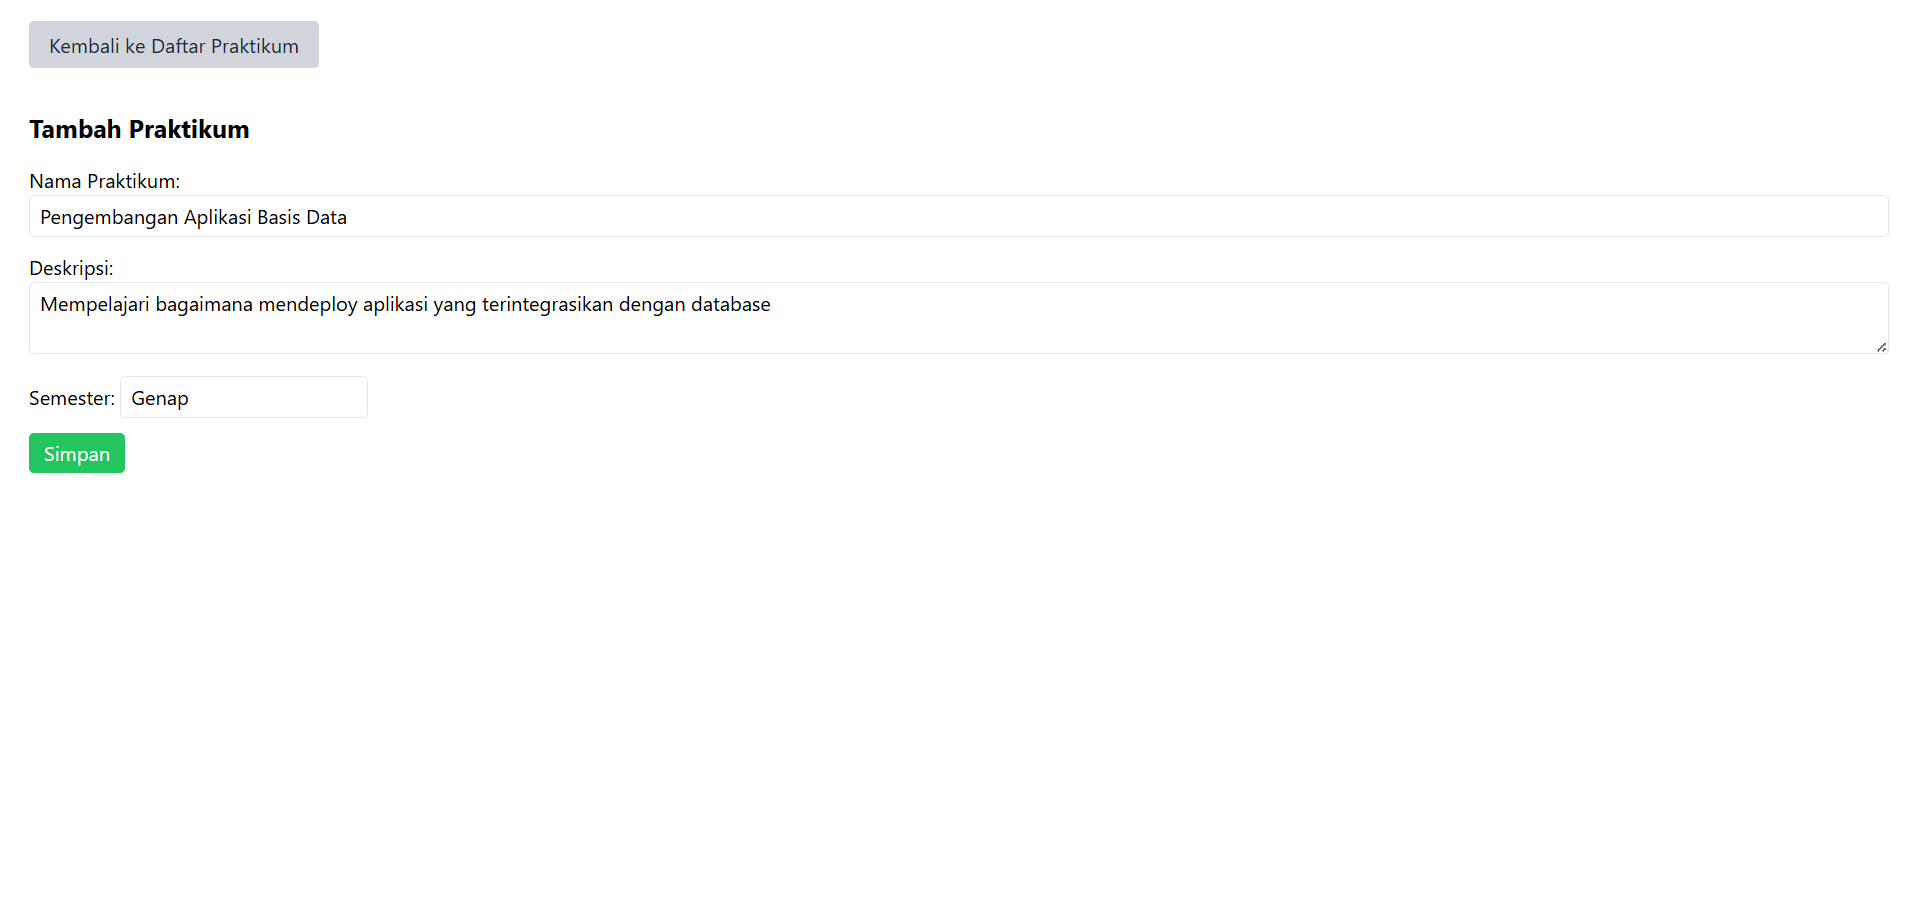 Kembali ke Daftar Praktikum
Tambah Praktikum
Nama Praktikum:
Pengembangan Aplikasi Basis Data
Deskripsi:
Mempelajari bagaimana mendeploy aplikasi yang terintegrasikan dengan database
Semester: Genap
Simpan